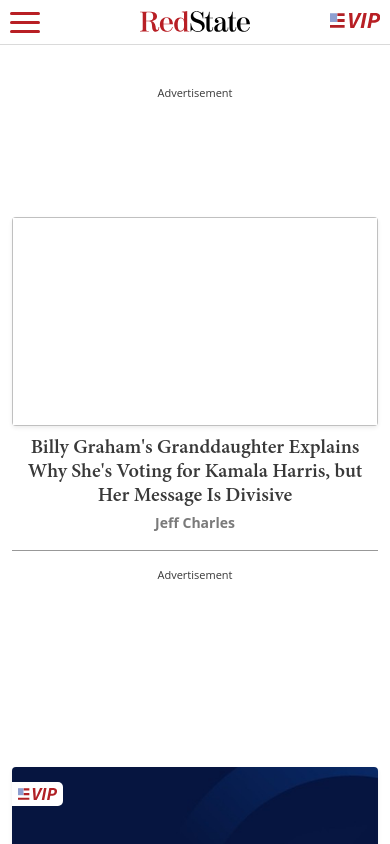 RedState
VIP
Advertisement
Billy Graham's Granddaughter Explains
Why She's Voting for Kamala Harris, but
Her Message Is Divisive
Jeff Charles
Advertisement
VIP